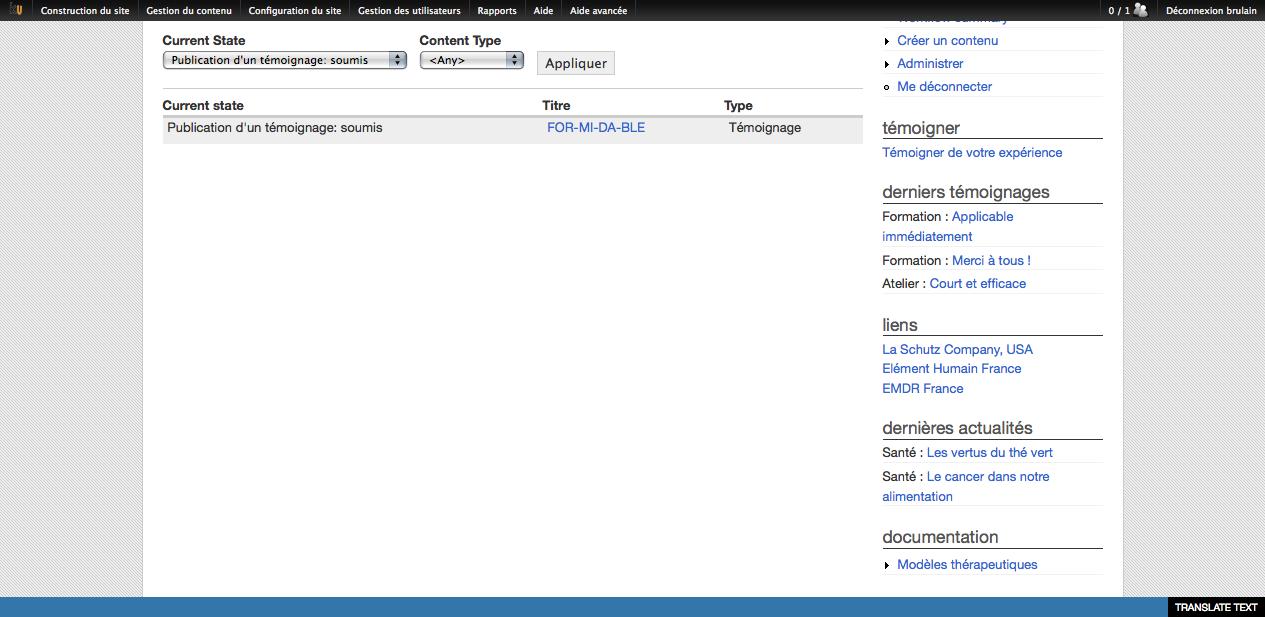 Construction du site Gestion du contenu Configuration du site Gestion des utilisateurs Rapports Aide Aide avancée 0 / 1 Déconnexion brulain
Current State Content Type
Publication d'un témoignage: soumis <Any> Appliquer
Current state Titre Type
Publication d'un témoignage: soumis FOR-MI-DA-BLE Témoignage
Workflow summary
Créer un contenu
Administrer
Me déconnecter
témoigner
Témoigner de votre expérience
derniers témoignages
Formation : Applicable
immédiatement
Formation : Merci à tous !
Atelier : Court et efficace
liens
La Schutz Company, USA
Elément Humain France
EMDR France
dernières actualités
Santé : Les vertus du thé vert
Santé : Le cancer dans notre
alimentation
documentation
Modèles thérapeutiques
TRANSLATE TEXT